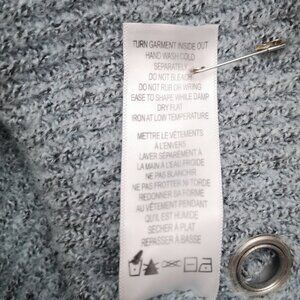 TURN GARMENT INSIDE OUT
HAND WASH COLD
SEPARATELY
DO NOT BLEACH
DO NOT RUB OR WRING
EASE TO SHAPE WHILE DAMP
DRY FLAT
IRON AT LOW TEMPERATURE
METTRE LE VÊTEMENTS
À L'ENVERS
LAVER SÉPARÉMENT À
LA MAIN À L'EAU FROIDE
NE PAS BLANCHIR
NE PAS FROTTER NI TORDE
REDONNER SA FORME
AU VÊTEMENT PENDANT
QU'IL EST HUMIDE
SÉCHER À PLAT
REPASSER À BASSE